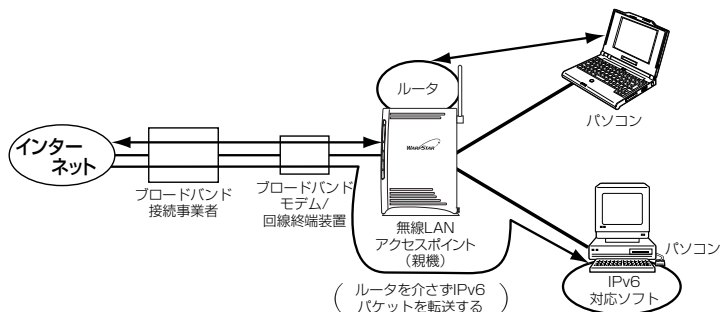 ルータ
パソコン
インター
ネット
WARPSTAR
ブロードバンド
接続事業者
ブロードバンド
モデム/
回線終端装置
無線LAN
アクセスポイント
(親機)
パソコン
IPv6
対応ソフト
(ルータを介さずIPv6
パケットを転送する)